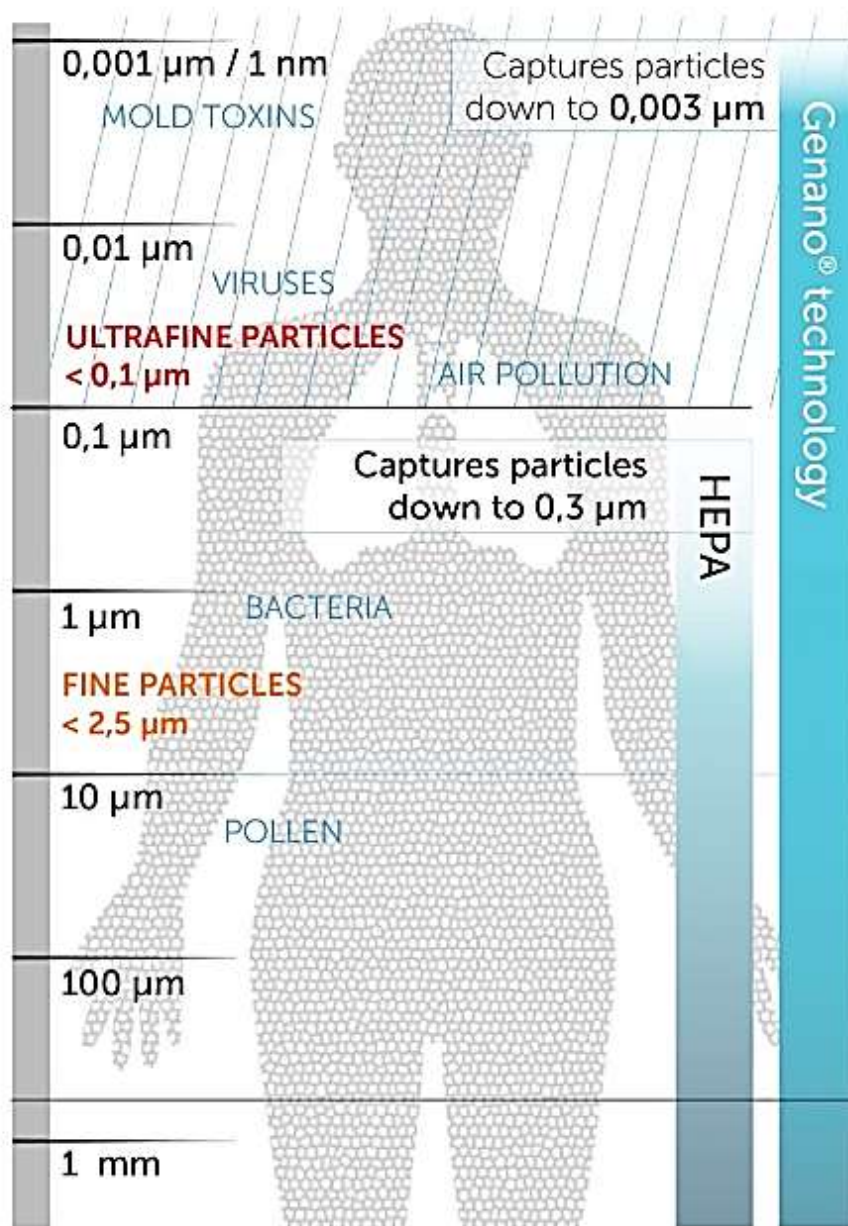 0,001 µm / 1 nm
MOLD TOXINS
Captures particles
down to 0,003 µm
Genano® technology
0,01 µm
VIRUSES
ULTRAFINE PARTICLES
< 0,1 µm
AIR POLLUTION
0,1 µm
Captures particles
down to 0,3 µm
HEPA
1 µm
BACTERIA
FINE PARTICLES
< 2,5 µm
10 µm
POLLEN
100 µm
1 mm